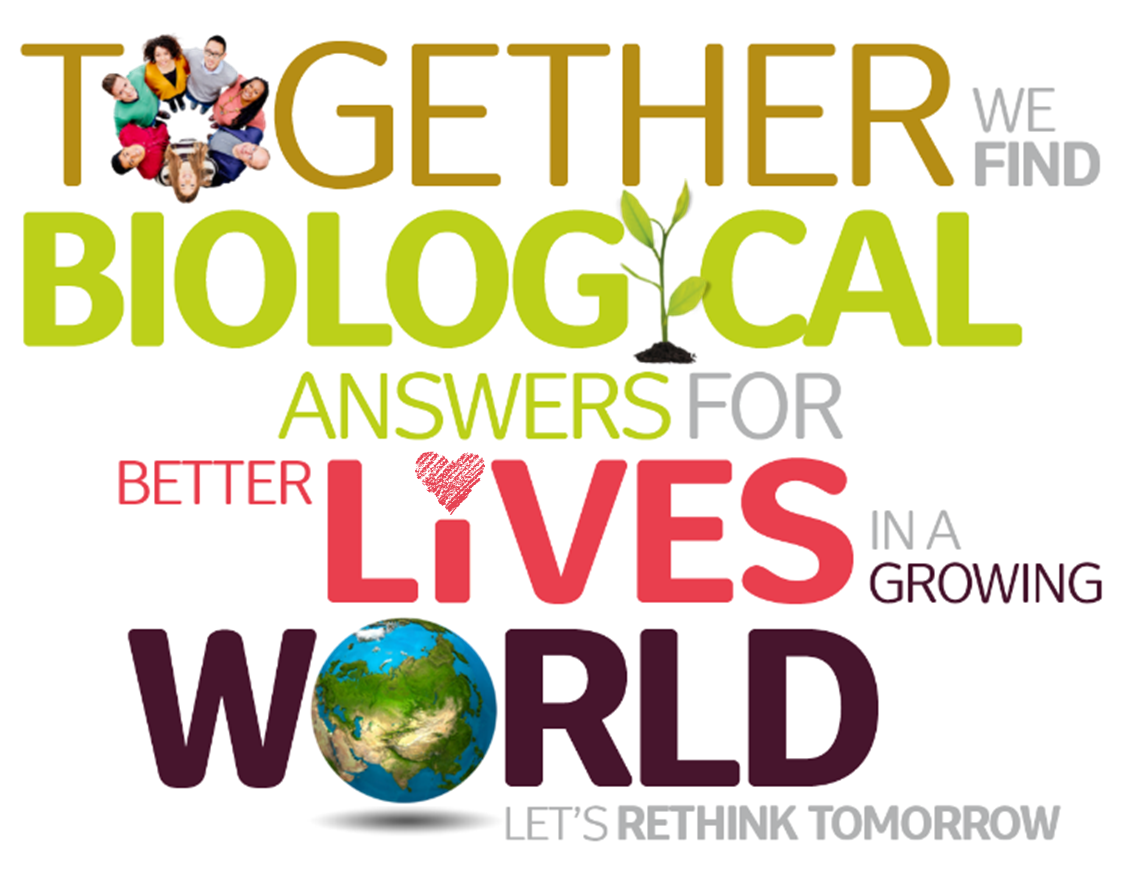 TOGETHER WE FIND
BIOLOGICAL
ANSWERS FOR
BETTER LiVES IN A GROWING
WORLD
LET'S RETHINK TOMORROW